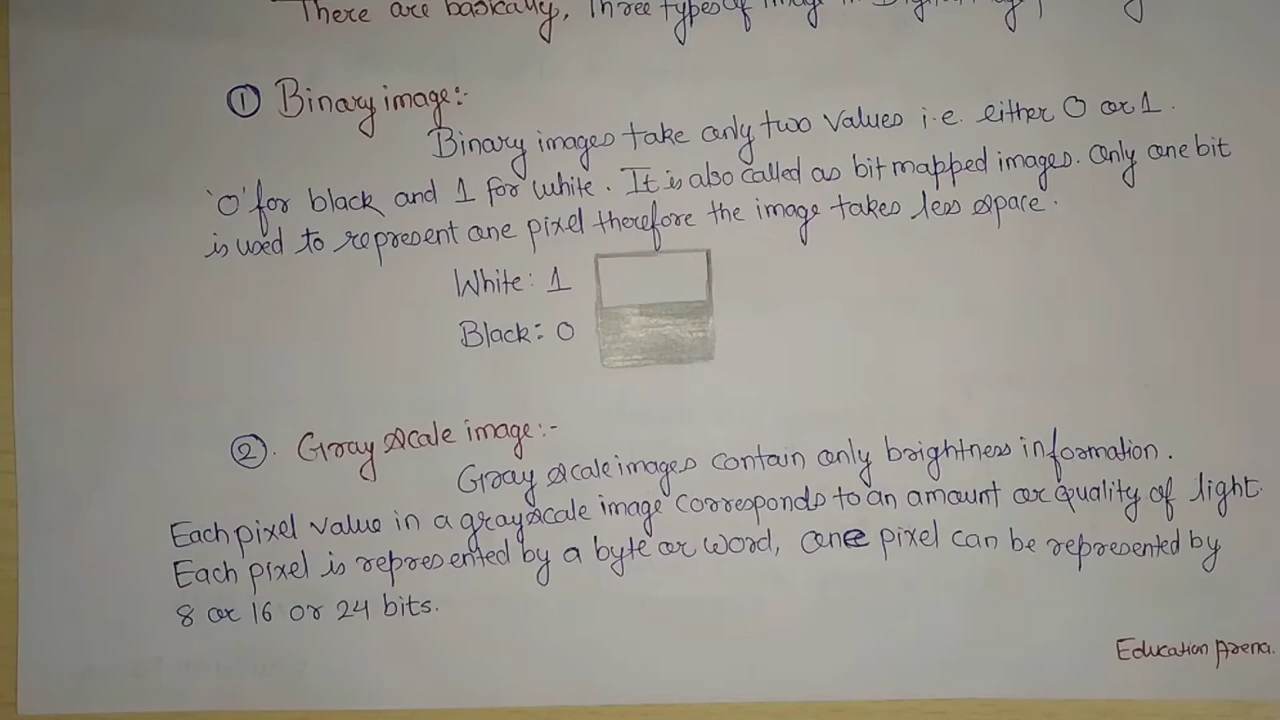 There are basically, Three types of image in
① Binary image:-
Binary images take only two values i.e. either 0 or 1.
'0' for black and 1 for white. It is also called as bit mapped images. Only one bit
is used to represent one pixel therefore the image takes less space.
White: 1
Black: 0
②. Gray scale image:-
Gray scale images contain only brightness information.
Each pixel value in a grayscale image corresponds to an amount or quality of light.
Each pixel is represented by a byte or word, one pixel can be represented by
8 or 16 or 24 bits.
Education Arena.